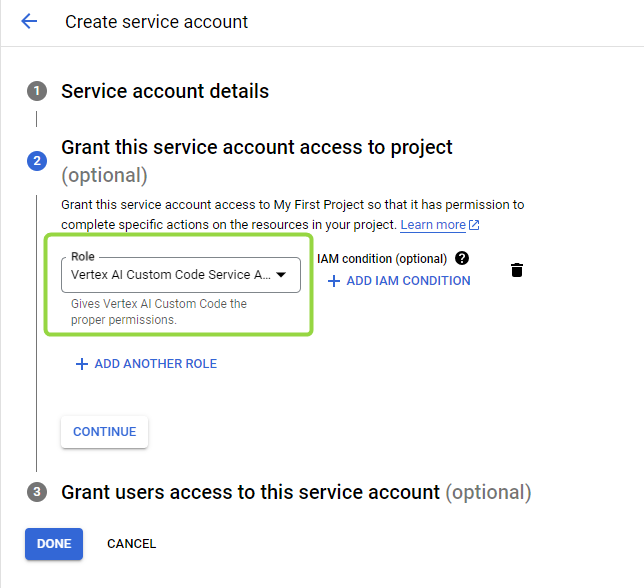 Create service account
1 Service account details
2 Grant this service account access to project
(optional)
Grant this service account access to My First Project so that it has permission to
complete specific actions on the resources in your project. Learn more
Role
Vertex AI Custom Code Service A...
Gives Vertex AI Custom Code the
proper permissions.
IAM condition (optional) ?
+ ADD IAM CONDITION
+ ADD ANOTHER ROLE
CONTINUE
3 Grant users access to this service account (optional)
DONE CANCEL